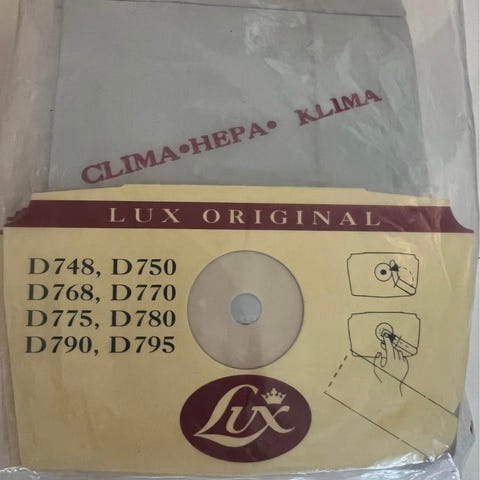 CLIMA•HEPA• KLIMA
LUX ORIGINAL
D748, D750
D768, D770
D775, D780
D790, D795
Lux